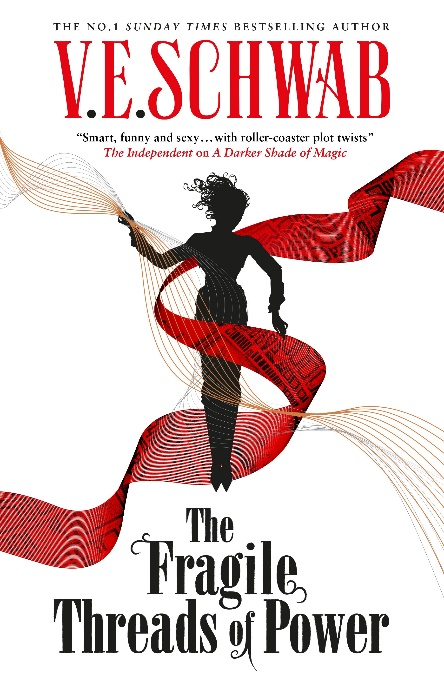 THE NO.1 SUNDAY TIMES BESTSELLING AUTHOR
V.E.SCHWAB
“Smart, funny and sexy...with roller-coaster plot twists”
The Independent on A Darker Shade of Magic
The
Fragile
Threads of Power